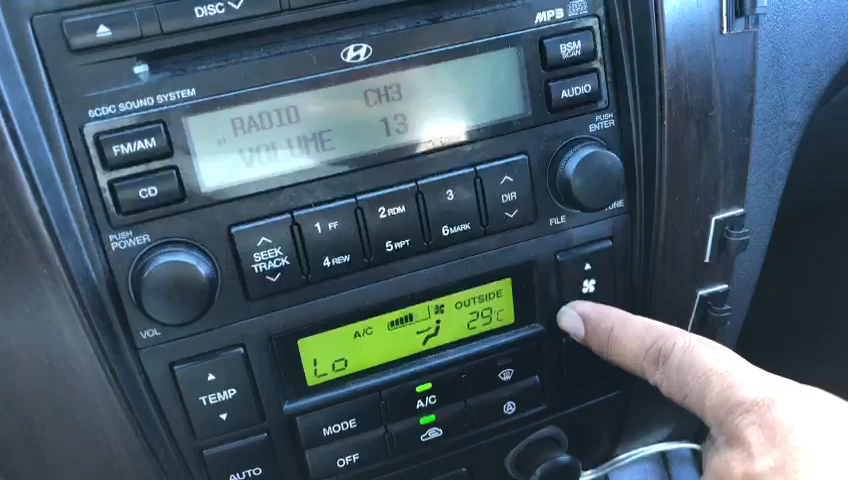 DISC
MP3
6CDC SOUND SYSTEM
RADIO CH3
VOLUME 13
BSM
SCAN
AUDIO
FM/AM
CD
PUSH
ENTER
PUSH
POWER
VOL
SEEK
TRACK
1 FF
2 RDM
3
4 REW
5 RPT
6 MARK
DIR
FILE
TUNE
A/C
OUTSIDE
Lo
29°C
TEMP
MODE
A/C
OFF
AUTO